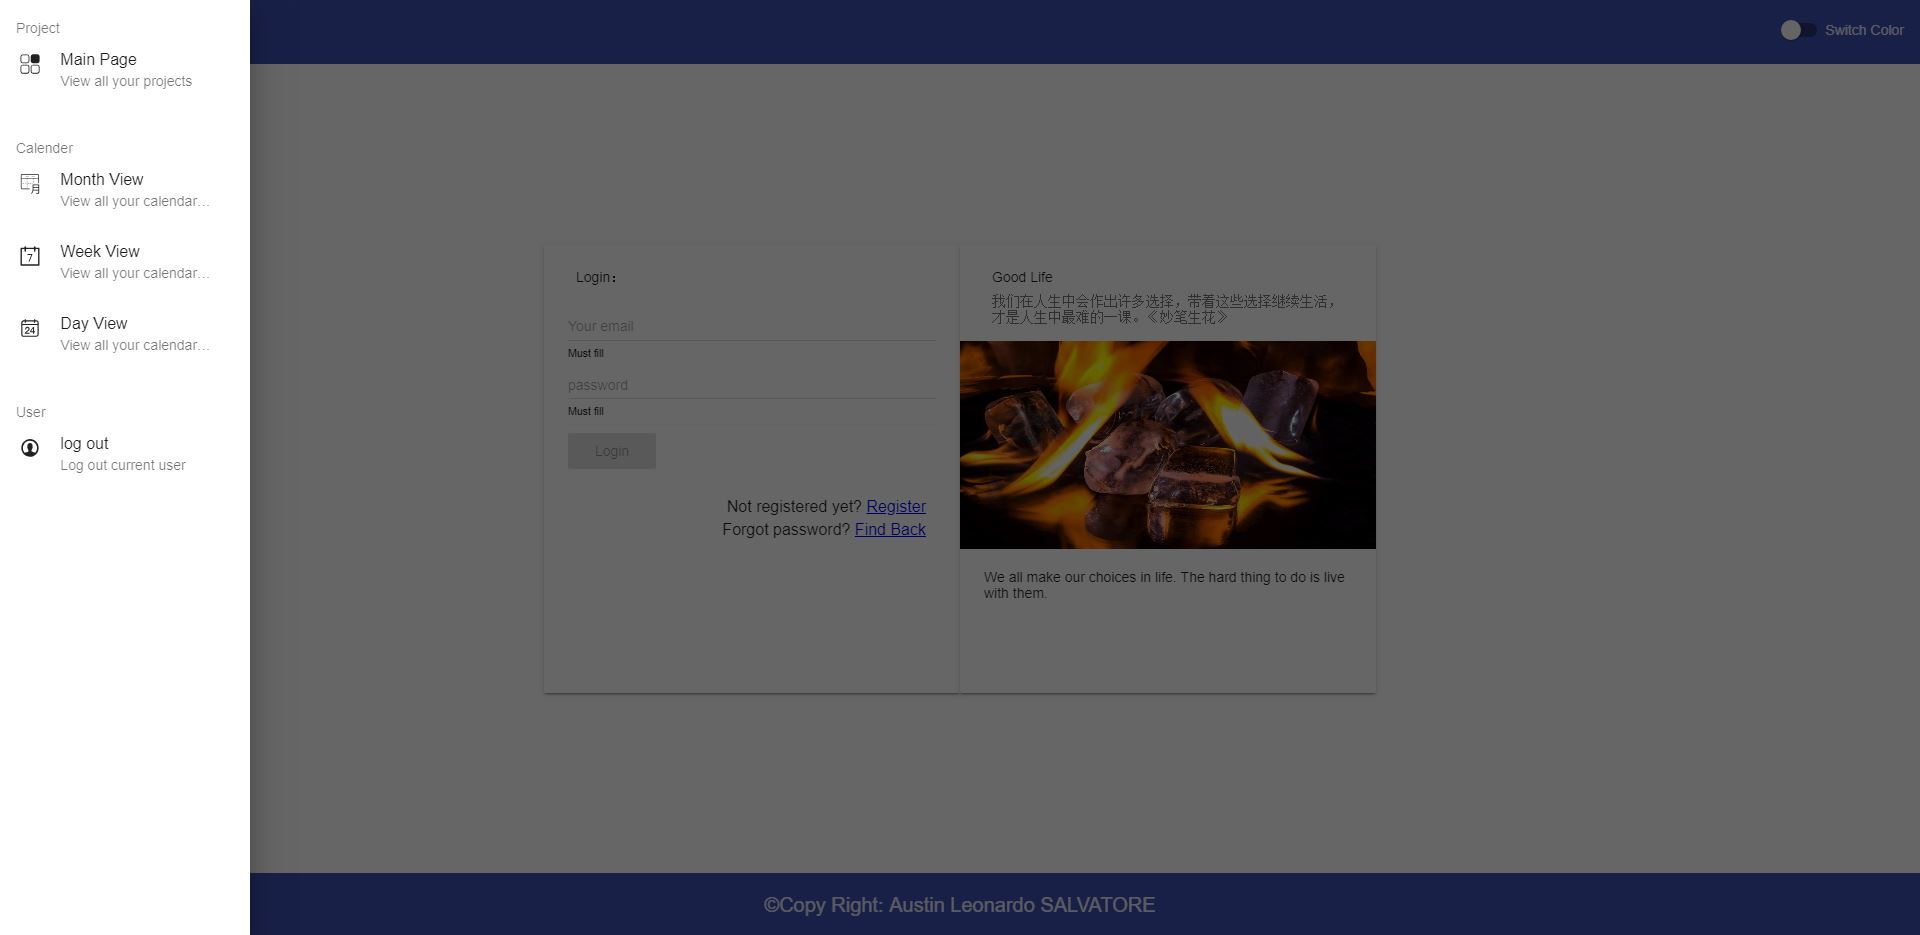 Project
Main Page
View all your projects
Calender
Month View
View all your calendar...
Week View
View all your calendar...
Day View
View all your calendar...
User
log out
Log out current user
Switch Color
Login：
Your email
Must fill
password
Must fill
Login
Not registered yet? Register
Forgot password? Find Back
Good Life
我们在人生中会作出许多选择，带着这些选择继续生活，
才是人生中最难的一课。《妙笔生花》
We all make our choices in life. The hard thing to do is live
with them.
©Copy Right: Austin Leonardo SALVATORE